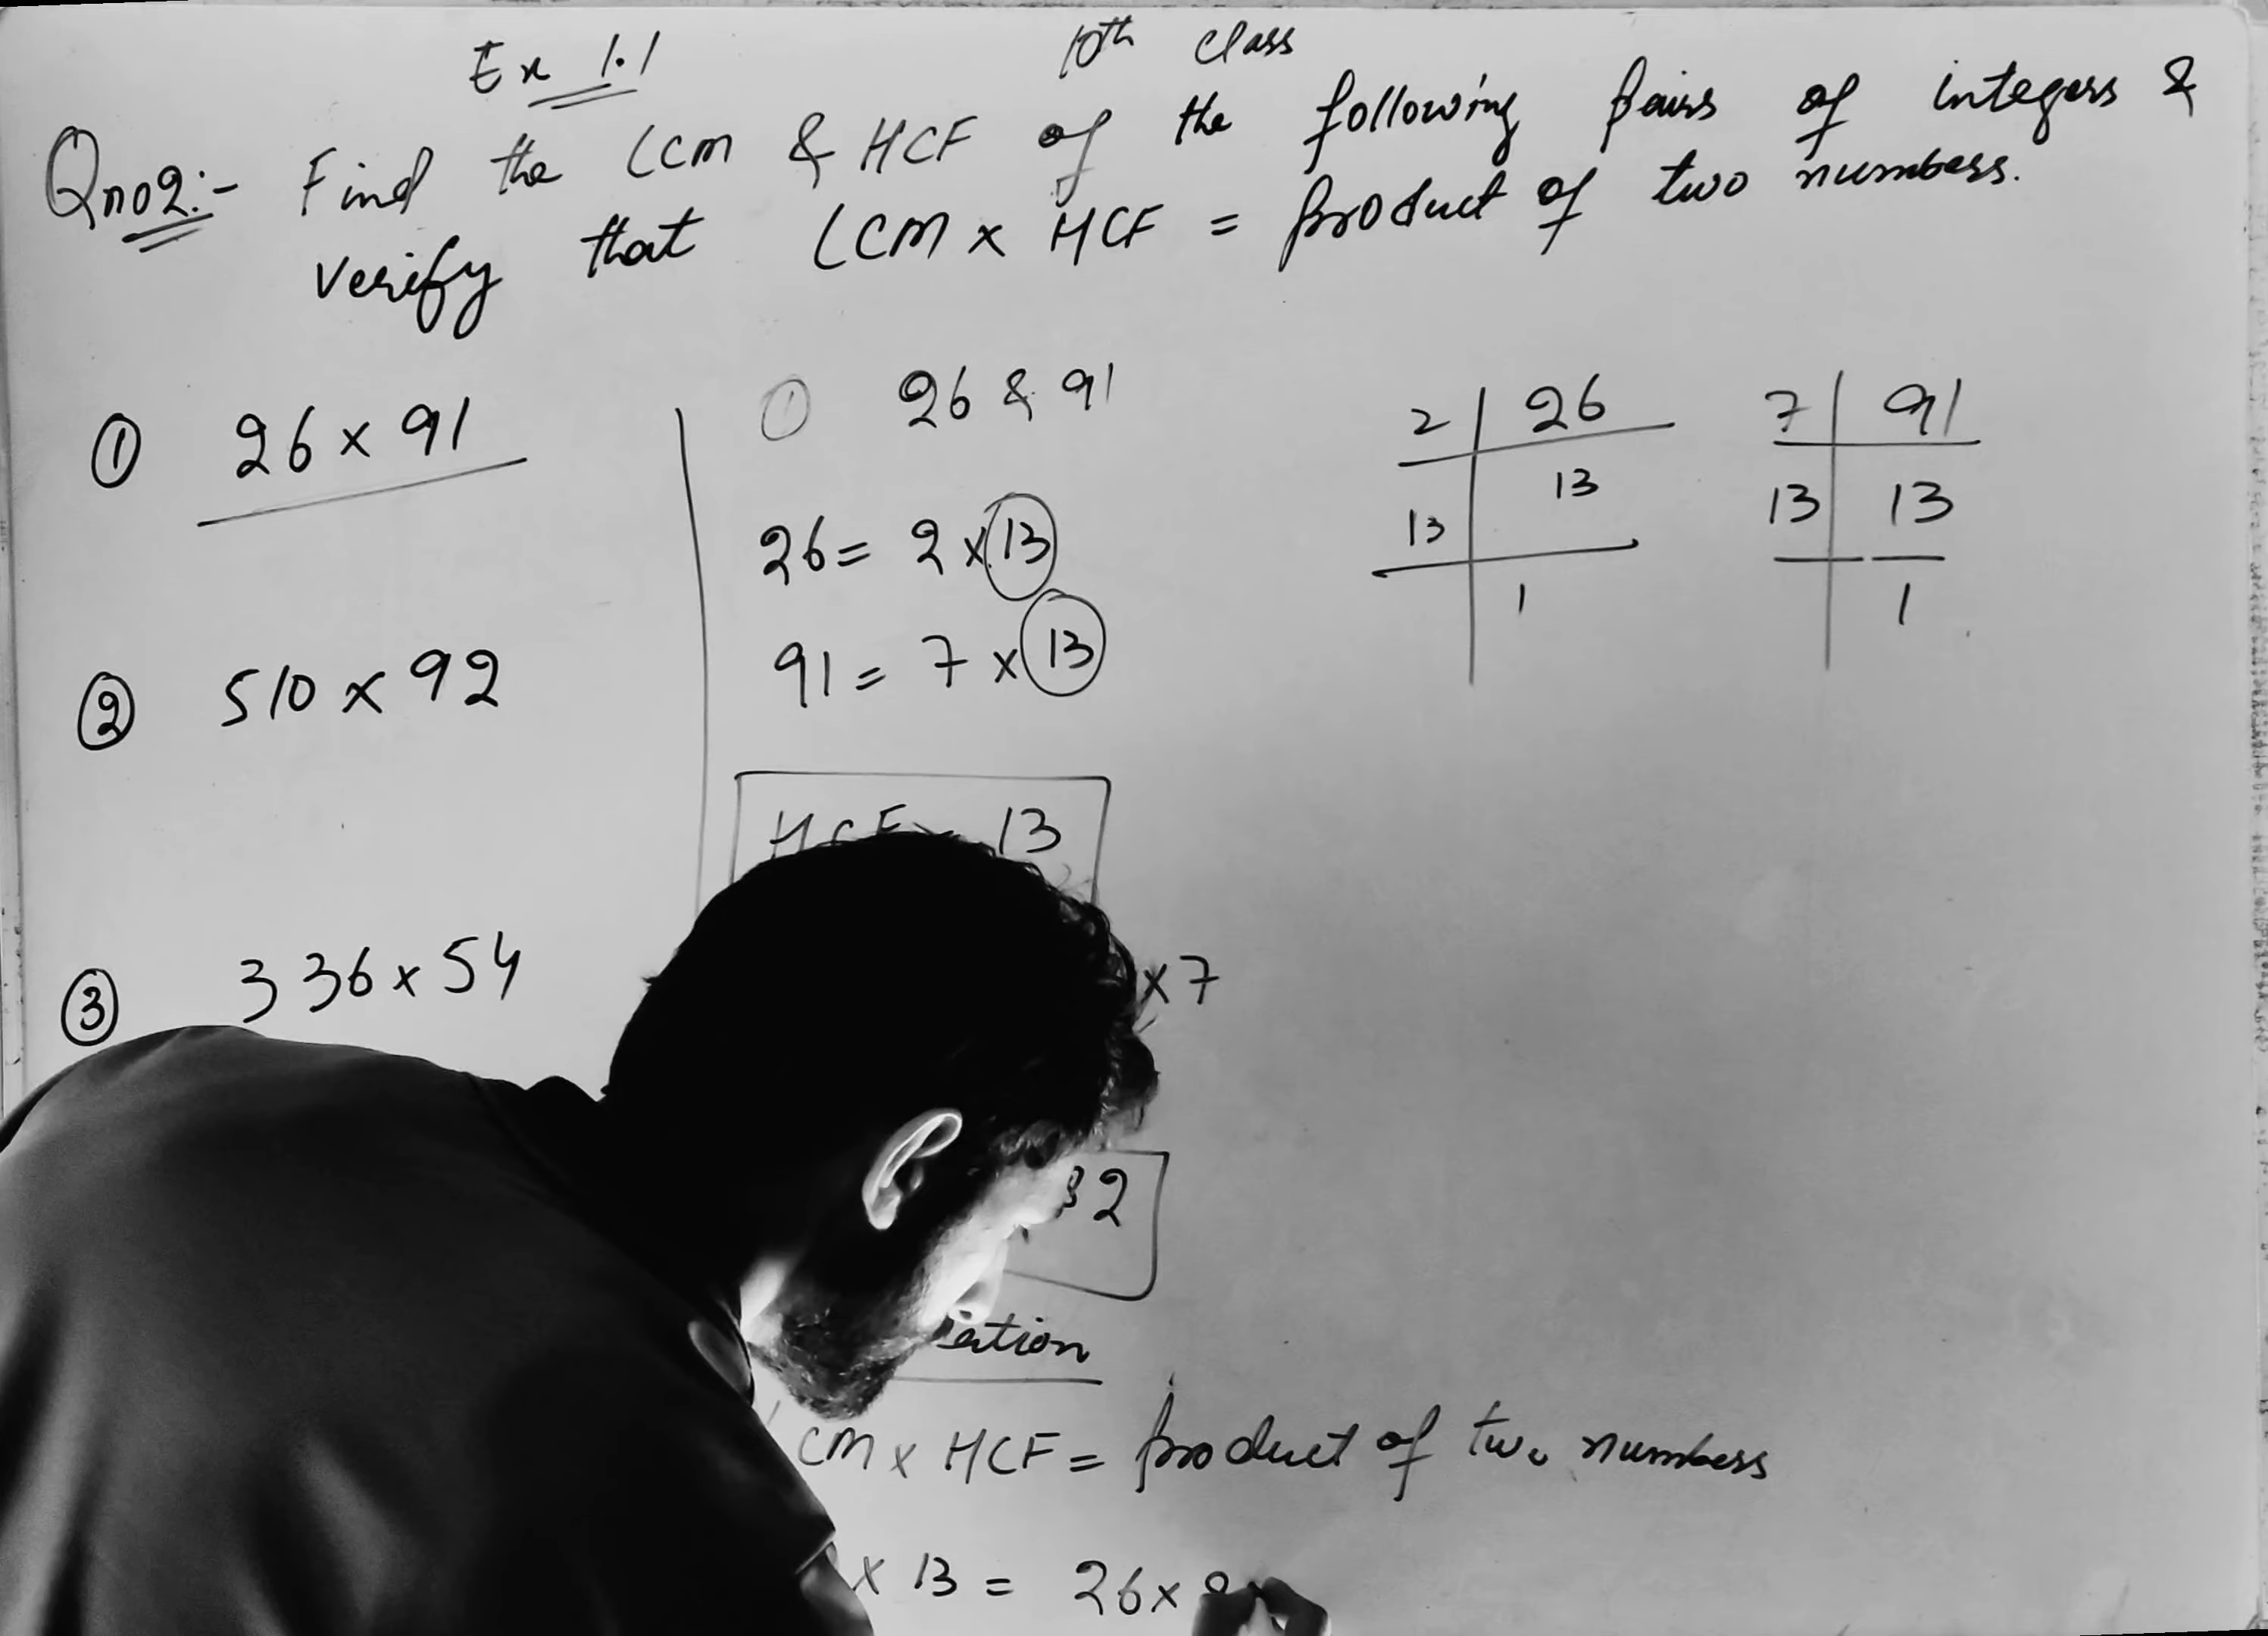 Ex 1.1
10th class
Qno2:- Find the LCM & HCF of the following pairs of integers &
verify that LCM x HCF = product of two numbers.
① 26 x 91
② 510 x 92
③ 336 x 54
① 26 & 91
26 = 2 x 13
91 = 7 x 13
HCF = 13
x 7
2
cation
CM x HCF = product of two numbers
x 13 = 26 x
2 | 26
13 | 13
1
7 | 91
13 | 13
1